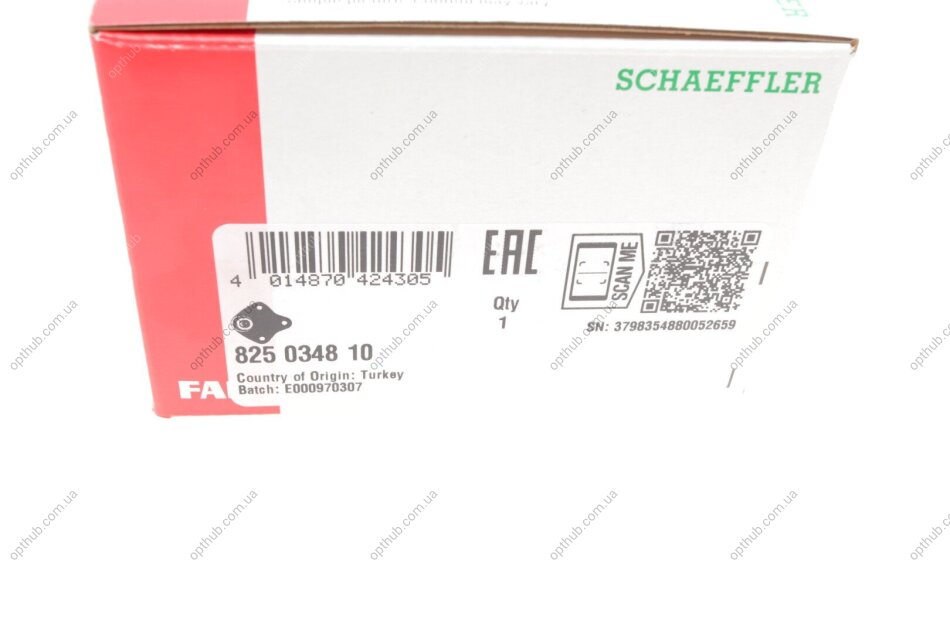 SCHAEFFLER
4 014870 424305
EAC
Qty
1
SCAN ME
SN: 3798354880052659
825 0348 10
Country of Origin: Turkey
Batch: E000970307
FA
opthub.com.ua